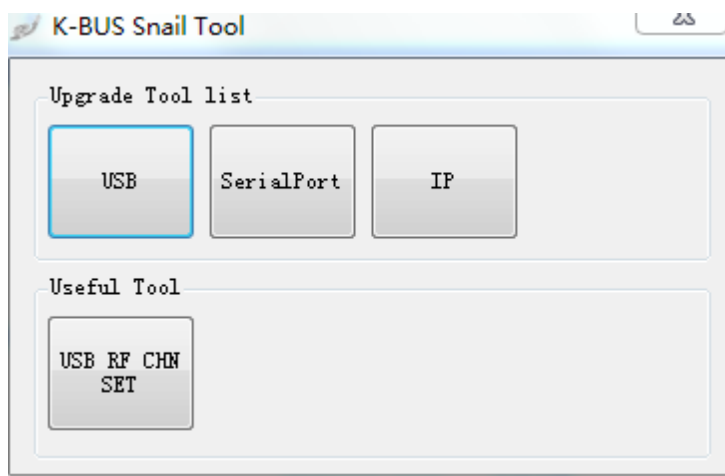 K-BUS Snail Tool
Upgrade Tool list
USB
SerialPort
IP
Useful Tool
USB RF CHN
SET